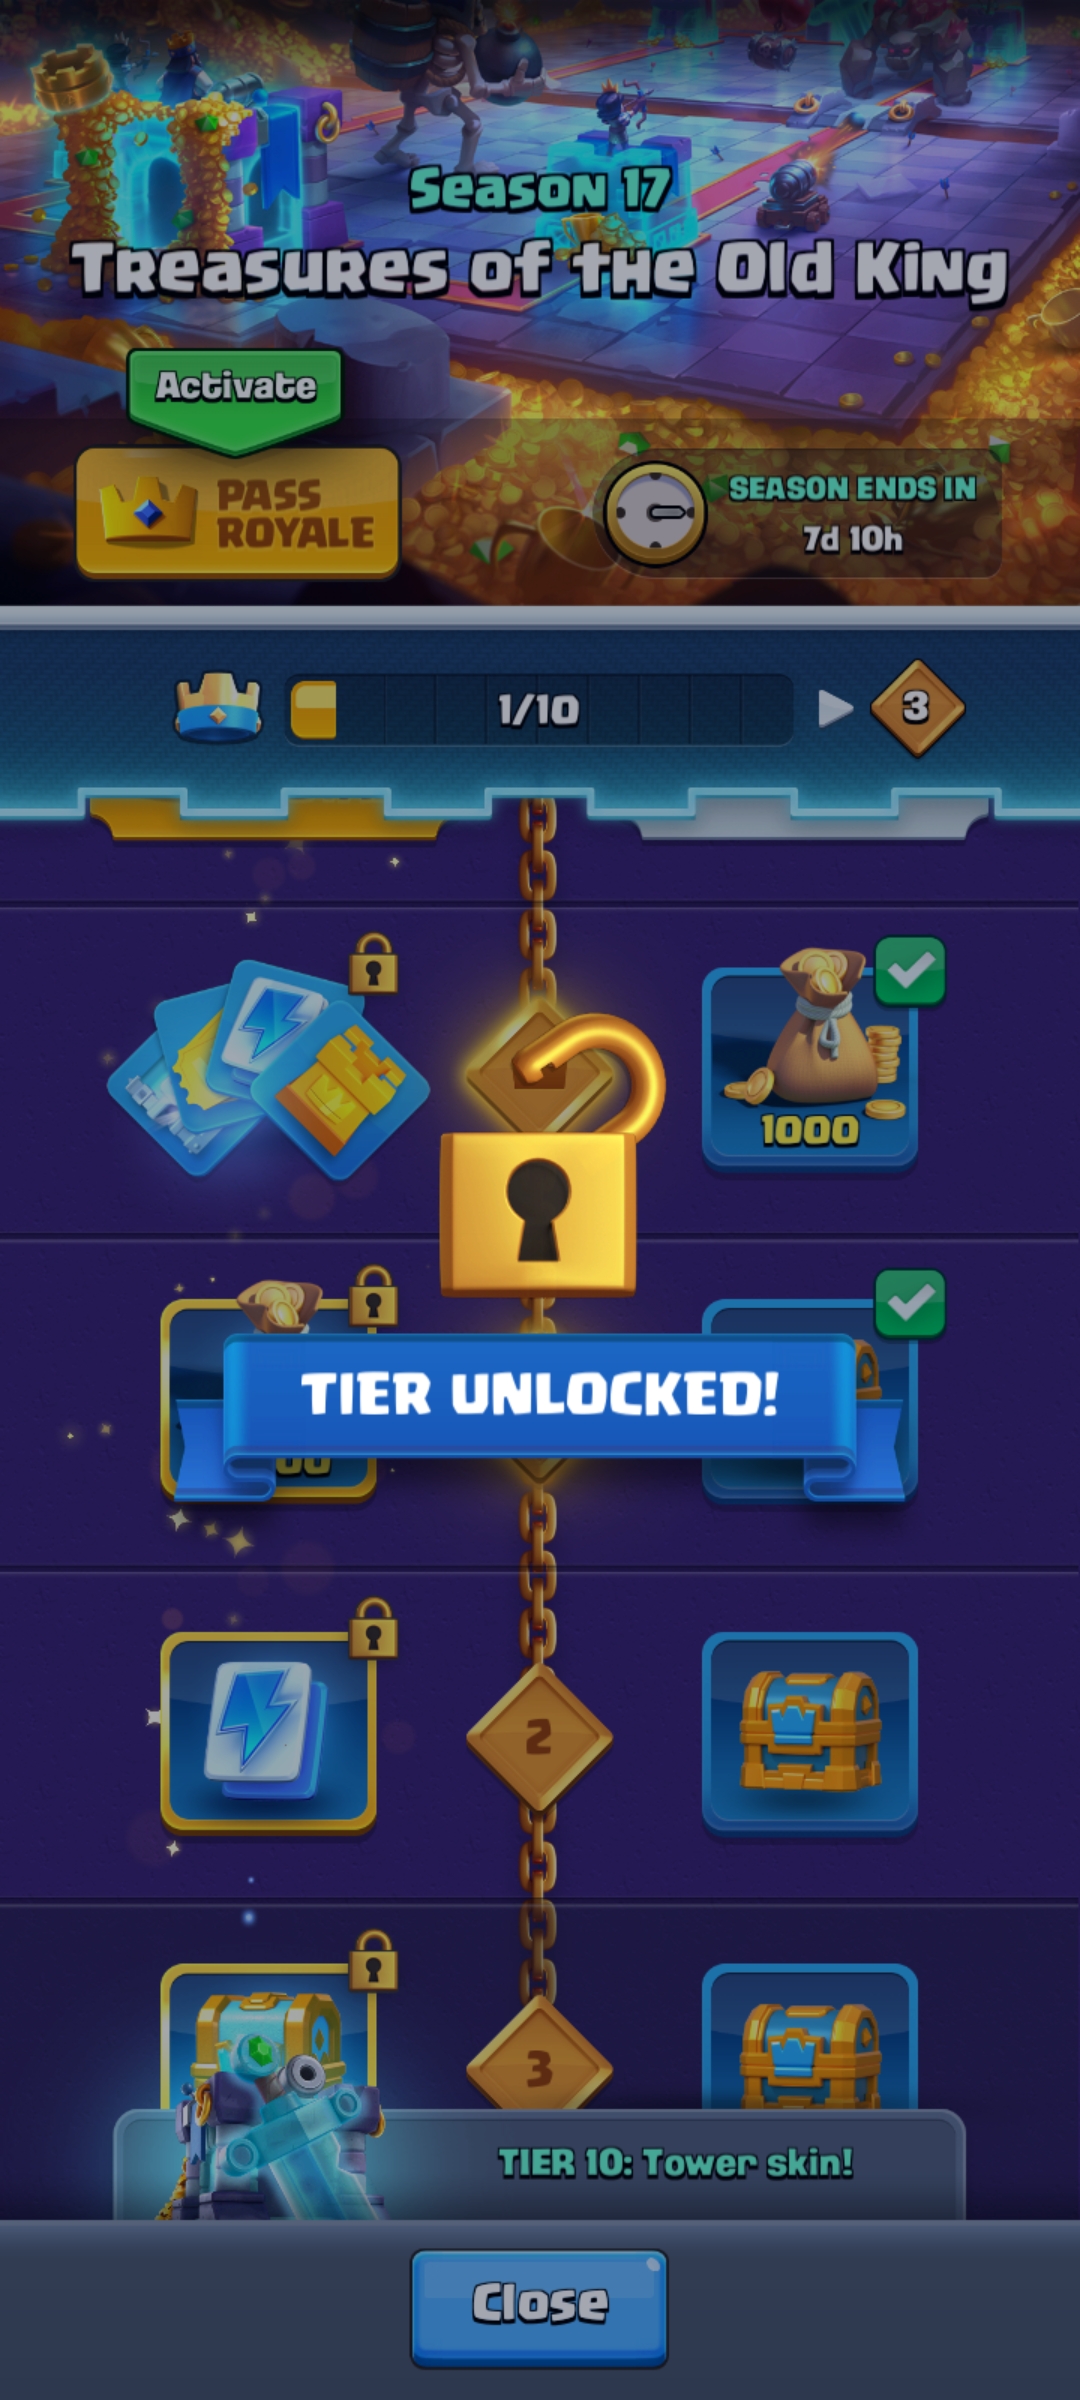 Season 17
Treasures of the Old King
Activate
PASS
ROYALE
SEASON ENDS IN
7d 10h
1/10
3
1000
TIER UNLOCKED!
2
3
TIER 10: Tower skin!
Close